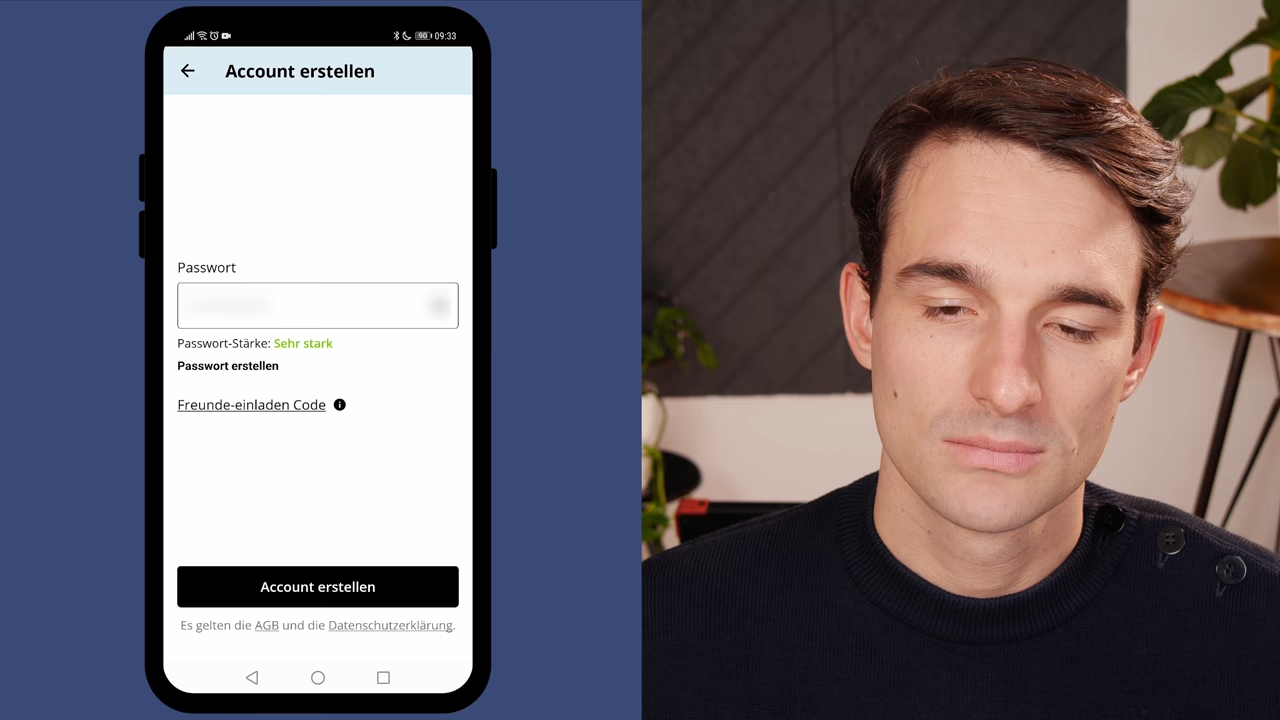 90 09:33
Account erstellen
Passwort
Passwort-Stärke: Sehr stark
Passwort erstellen
Freunde-einladen Code
Account erstellen
Es gelten die AGB und die Datenschutzerklärung.